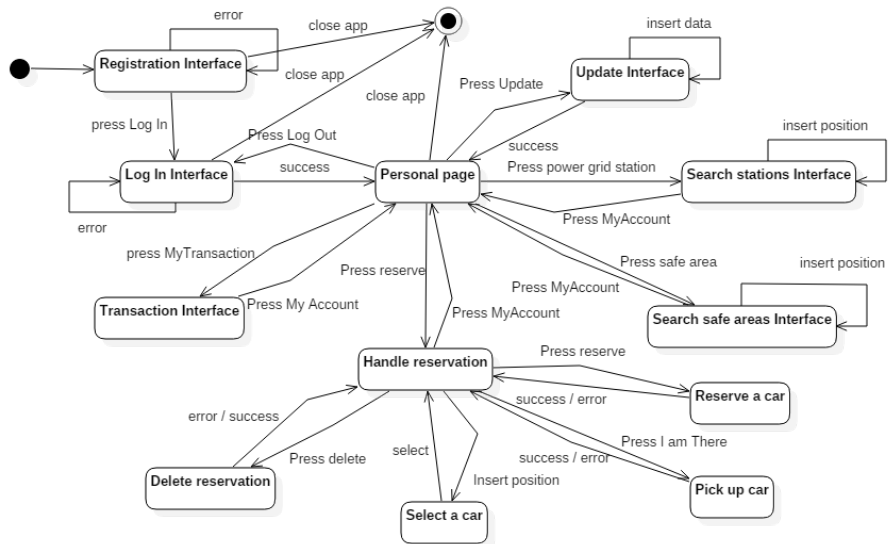 error
close app
insert data
Registration Interface
Update Interface
close app
Press Update
close app
press Log In
Press Log Out
success
insert position
Log In Interface
success
Personal page
Press power grid station
Search stations Interface
error
Press MyAccount
press MyTransaction
Press reserve
Press safe area
insert position
Press MyAccount
Transaction Interface
Press My Account
Press MyAccount
Search safe areas Interface
Handle reservation
Press reserve
Reserve a car
success / error
error / success
Press I am There
select
Press delete
success / error
Delete reservation
Insert position
Pick up car
Select a car